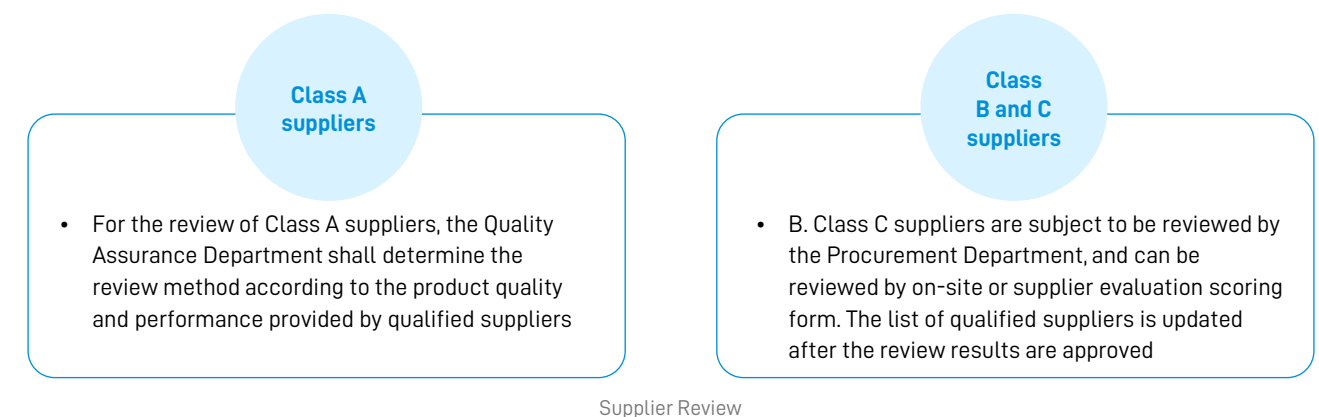 Class A
suppliers
• For the review of Class A suppliers, the Quality
Assurance Department shall determine the
review method according to the product quality
and performance provided by qualified suppliers
Class
B and C
suppliers
• B. Class C suppliers are subject to be reviewed by
the Procurement Department, and can be
reviewed by on-site or supplier evaluation scoring
form. The list of qualified suppliers is updated
after the review results are approved
Supplier Review